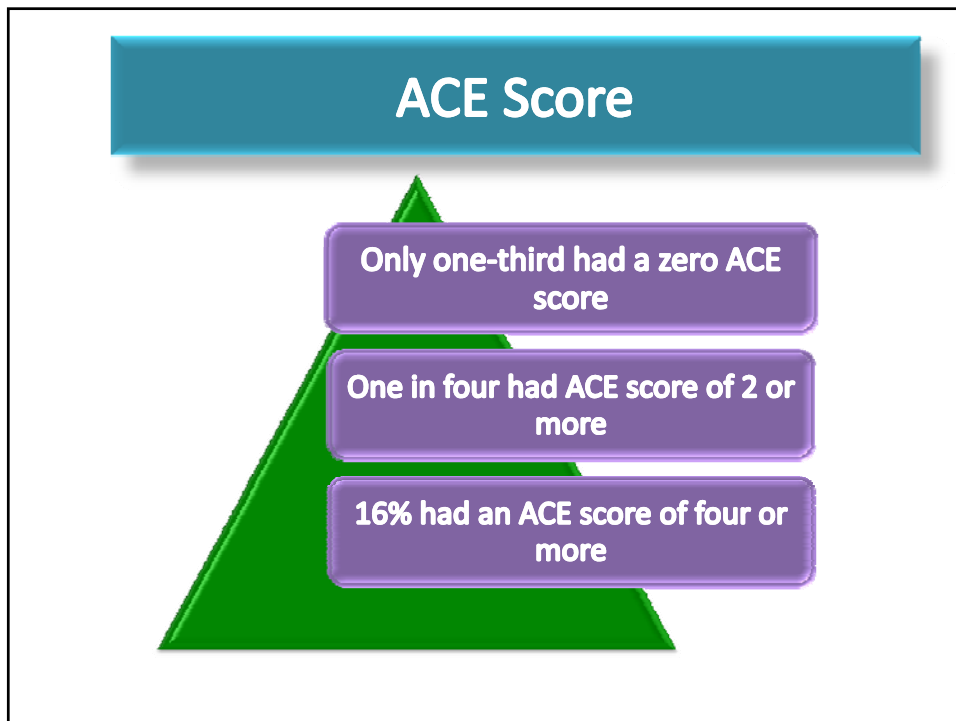 ACE Score
Only one-third had a zero ACE
score
One in four had ACE score of 2 or
more
16% had an ACE score of four or
more